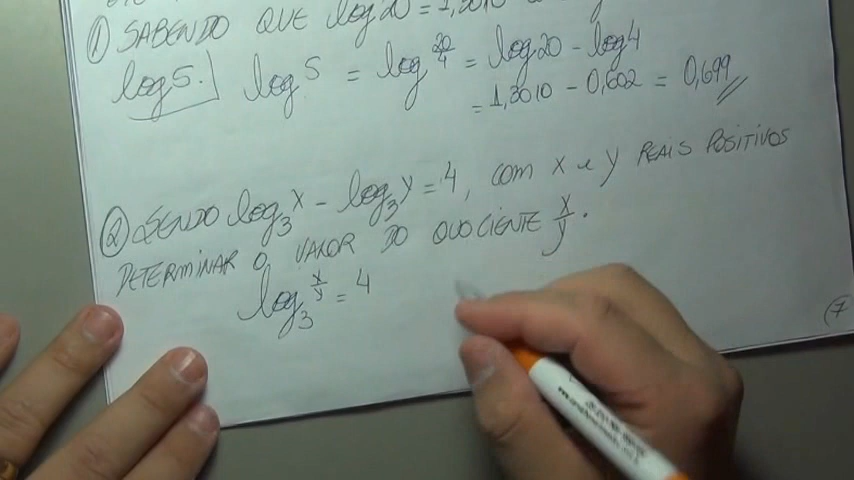 ① SABENDO QUE log 20 = 1,3010
log 5. log 5 = log 20/4 = log 20 - log 4
= 1,3010 - 0,602 = 0,699 //
② SENDO log₃ x - log₃ y = 4, COM x e y REAIS POSITIVOS
DETERMINAR O VALOR DO QUOCIENTE x/y.
log₃ x/y = 4
(7